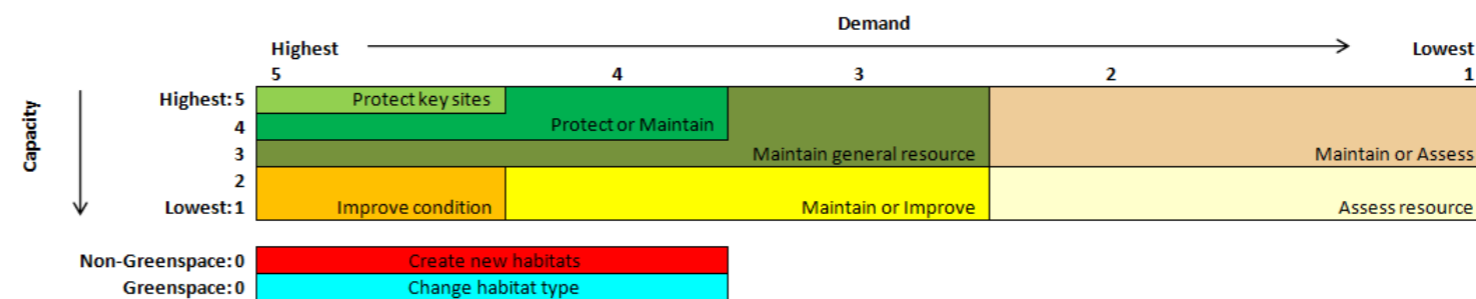 Demand
Highest Lowest
5 4 3 2 1
Capacity
Highest: 5 Protect key sites
4 Protect or Maintain
3 Maintain general resource Maintain or Assess
2
Lowest: 1 Improve condition Maintain or Improve Assess resource
Non-Greenspace: 0 Create new habitats
Greenspace: 0 Change habitat type